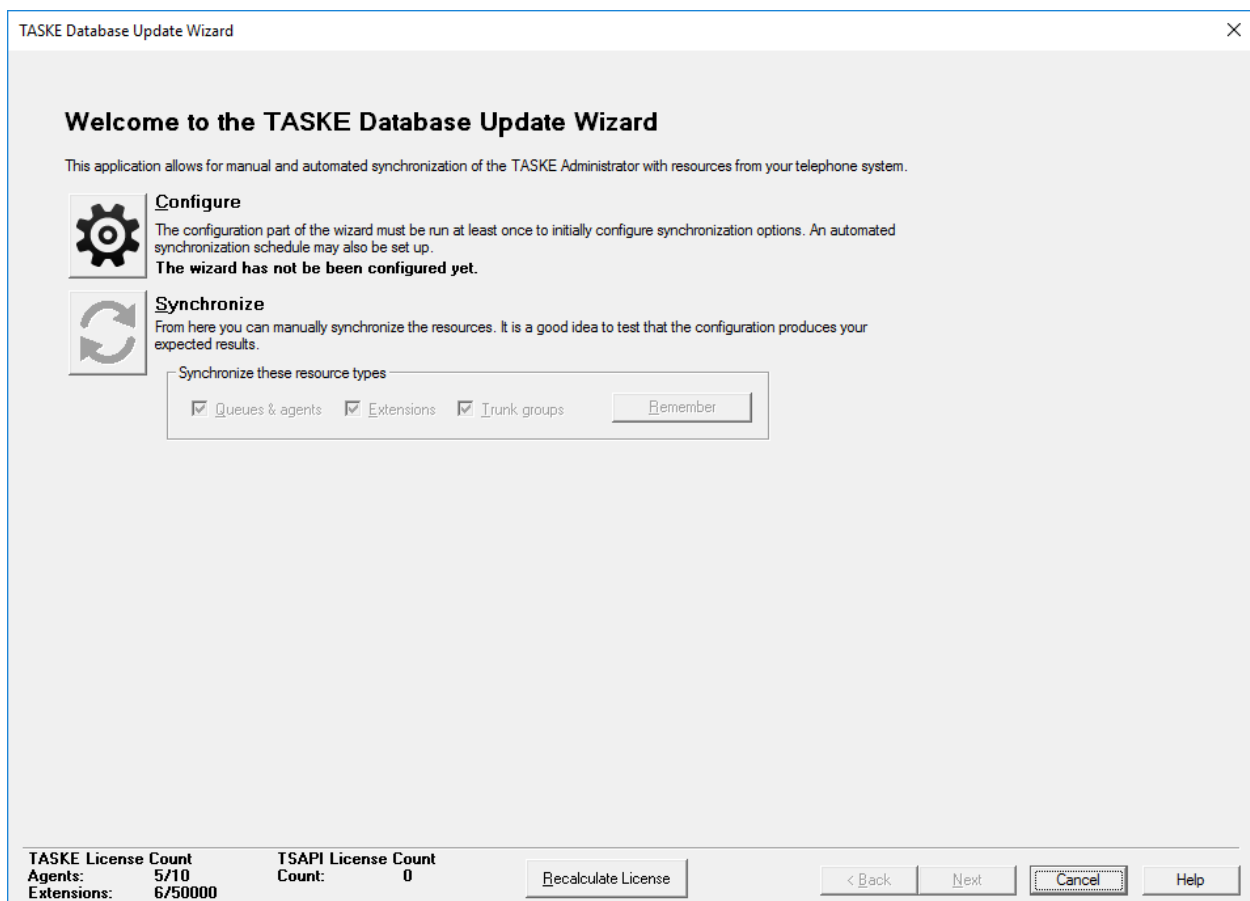 TASKE Database Update Wizard
Welcome to the TASKE Database Update Wizard
This application allows for manual and automated synchronization of the TASKE Administrator with resources from your telephone system.
Configure
The configuration part of the wizard must be run at least once to initially configure synchronization options. An automated
synchronization schedule may also be set up.
The wizard has not be been configured yet.
Synchronize
From here you can manually synchronize the resources. It is a good idea to test that the configuration produces your
expected results.
Synchronize these resource types
Queues & agents Extensions Trunk groups Remember
TASKE License Count TSAPI License Count
Agents: 5/10 Count: 0
Extensions: 6/50000
Recalculate License < Back Next Cancel Help